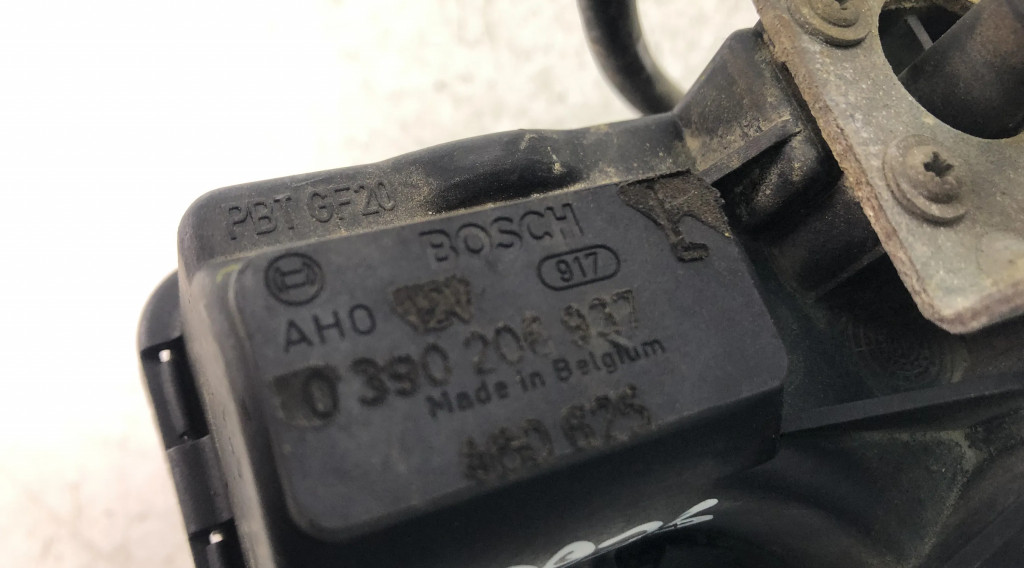 PBT GF20
BOSCH
917
AHO 12V
0 390 206 937
Made in Belgium